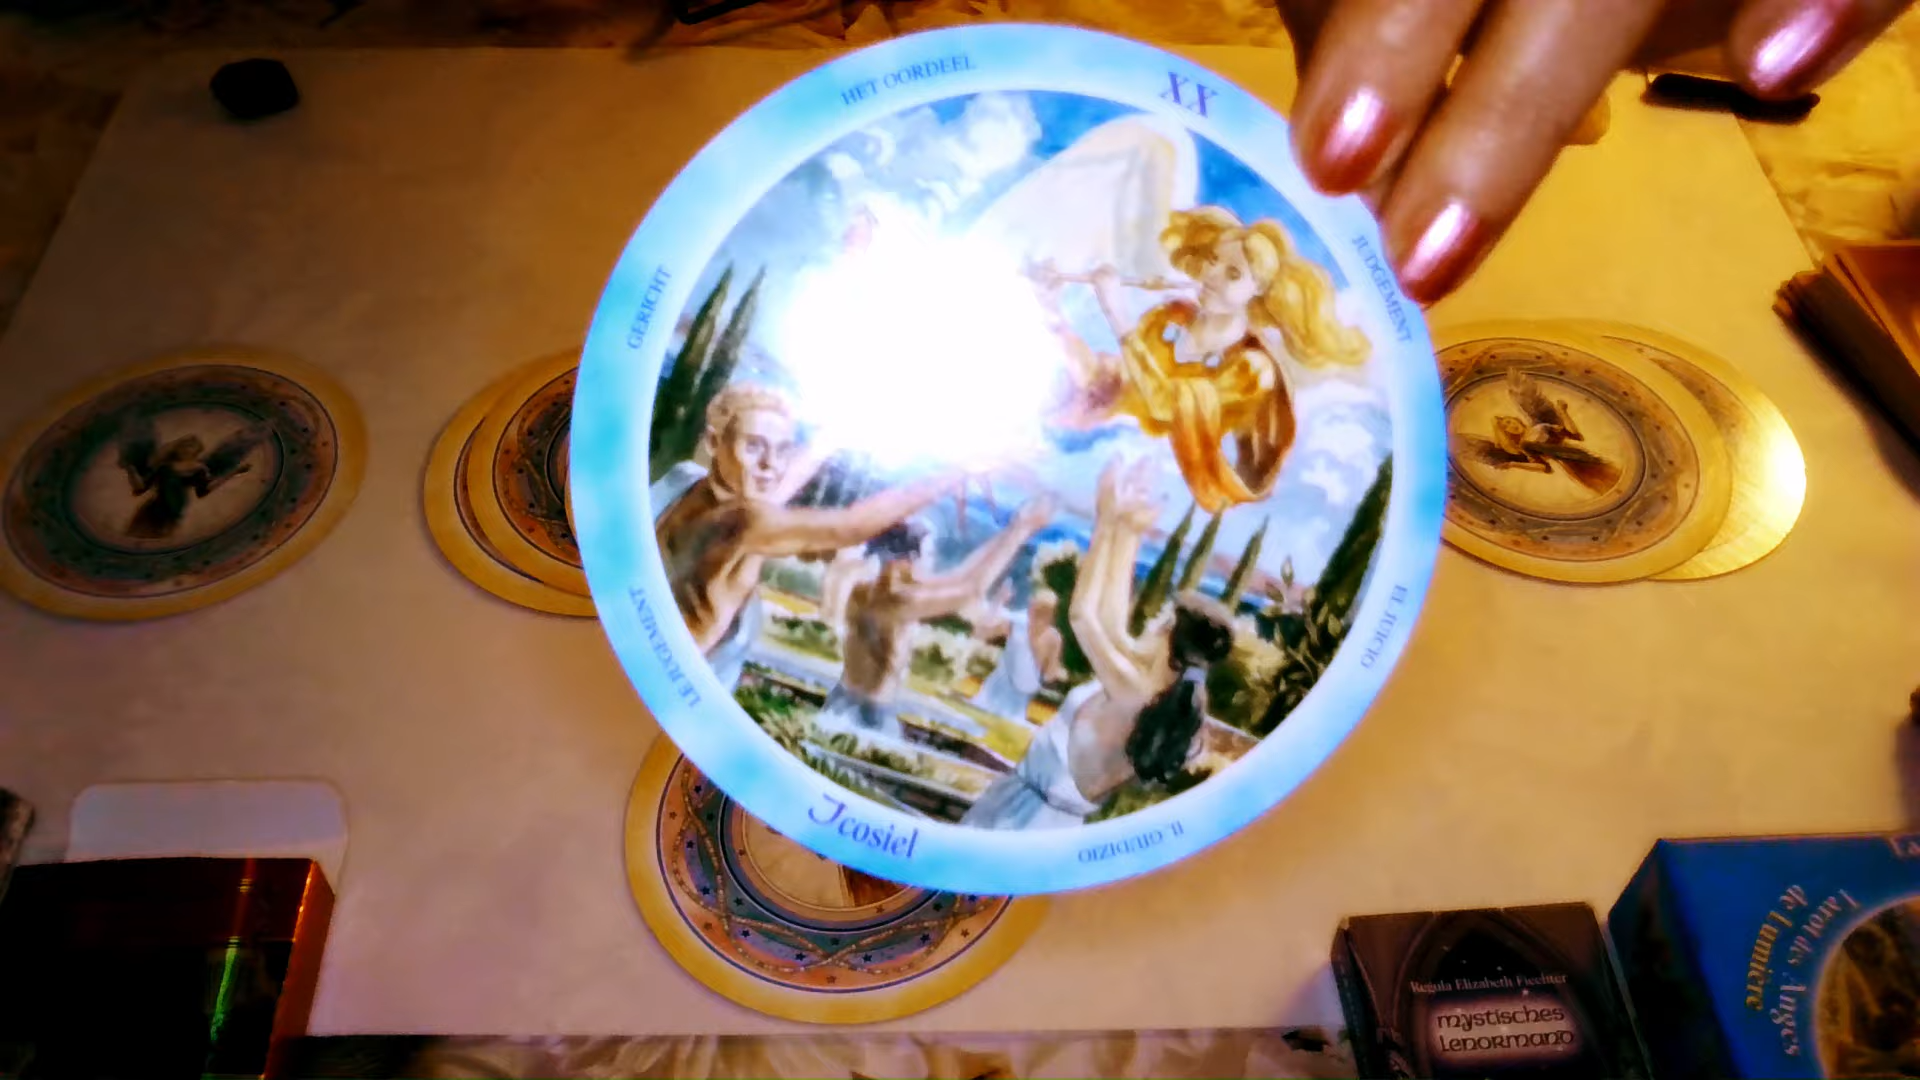 HET OORDEEL
XX
GERICHT
JUDGEMENT
LE JUGEMENT
EL JUICIO
Icosiel
IL GIUDIZIO
Regula Elizabeth Fiechter
mystisches
Lenormand
Tarot des Anges
de Lumière